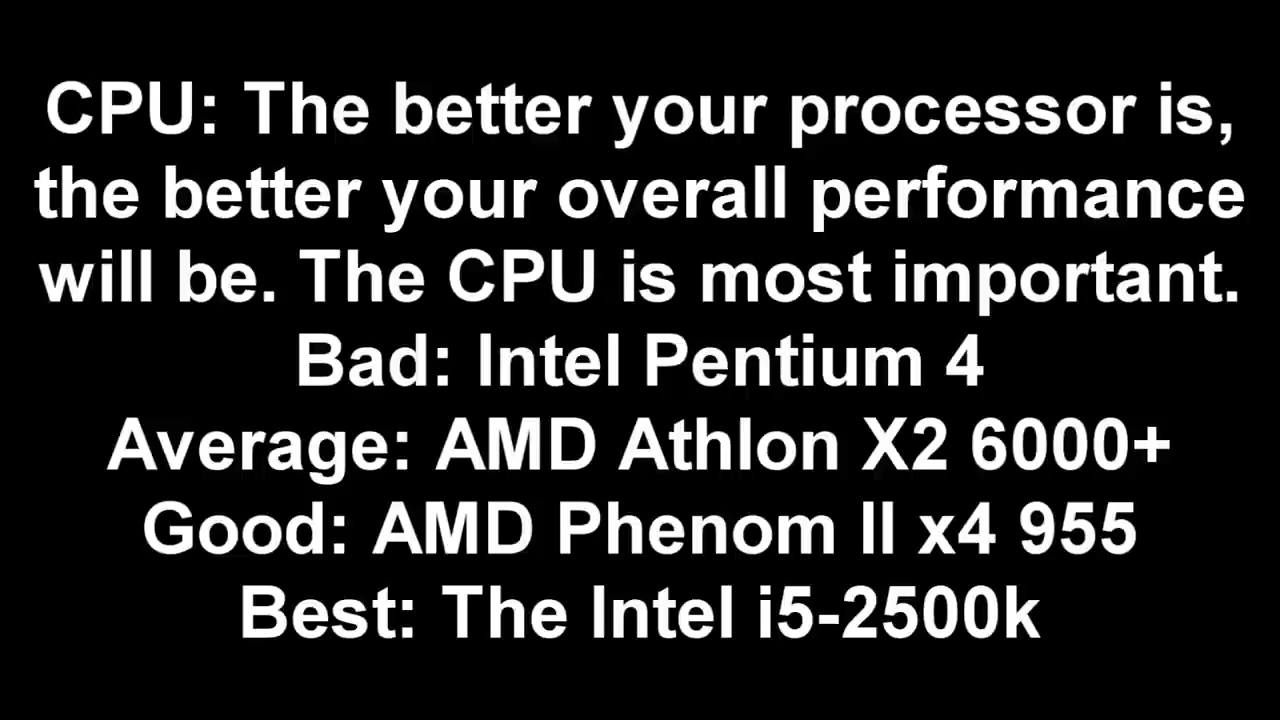 CPU: The better your processor is,
the better your overall performance
will be. The CPU is most important.
Bad: Intel Pentium 4
Average: AMD Athlon X2 6000+
Good: AMD Phenom II x4 955
Best: The Intel i5-2500k